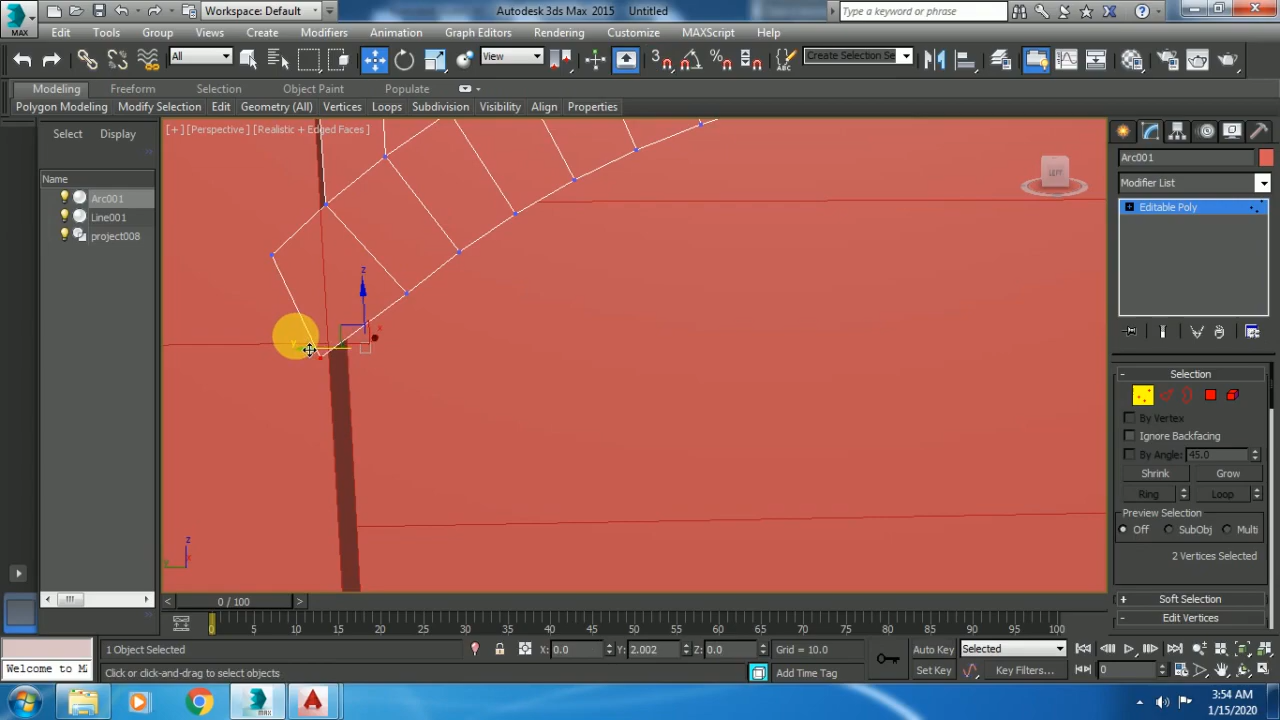 MAX
Workspace: Default
Autodesk 3ds Max 2015 Untitled
Type a keyword or phrase
Edit Tools Group Views Create Modifiers Animation Graph Editors Rendering Customize MAXScript Help
All
View
Create Selection Se
Modeling Freeform Selection Object Paint Populate
Polygon Modeling Modify Selection Edit Geometry (All) Vertices Loops Subdivision Visibility Align Properties
Select Display
[+] [Perspective] [Realistic + Edged Faces]
LEFT
Name
Arc001
Line001
project008
Arc001
Modifier List
Editable Poly
z
x
y
z
x
Selection
By Vertex
Ignore Backfacing
By Angle: 45.0
Shrink Grow
Ring Loop
Preview Selection
Off SubObj Multi
2 Vertices Selected
Soft Selection
Edit Vertices
0 / 100
0 5 10 15 20 25 30 35 40 45 50 55 60 65 70 75 80 85 90 95 100
1 Object Selected X: 0.0 Y: 2.002 Z: 0.0 Grid = 10.0 Auto Key Selected
Welcome to M Click or click-and-drag to select objects Add Time Tag Set Key Key Filters... 0
3:54 AM
1/15/2020